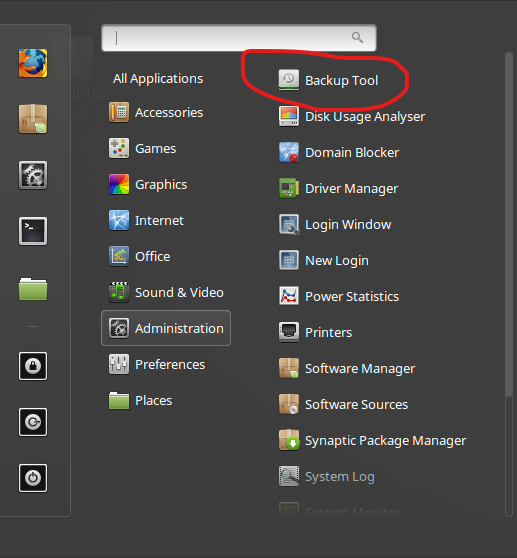 All Applications
Accessories
Games
Graphics
Internet
Office
Sound & Video
Administration
Preferences
Places
Backup Tool
Disk Usage Analyser
Domain Blocker
Driver Manager
Login Window
New Login
Power Statistics
Printers
Software Manager
Software Sources
Synaptic Package Manager
System Log
System Monitor